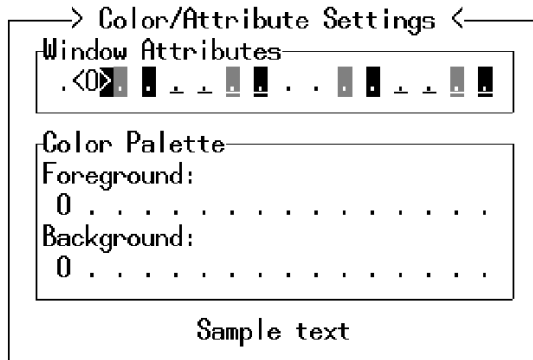 > Color/Attribute Settings <
Window Attributes
.<0>. . . . . . . . . . . . . .
Color Palette
Foreground:
0 . . . . . . . . . . . . . . .
Background:
0 . . . . . . . . . . . . . . .
Sample text